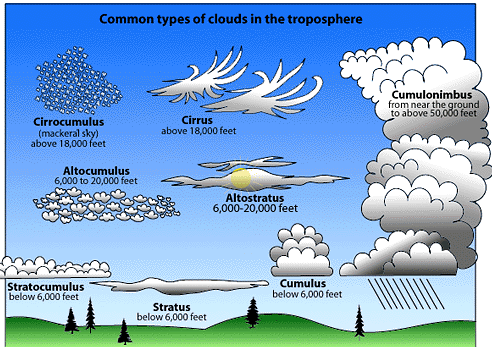 Common types of clouds in the troposphere
Cirrocumulus
(mackeral sky)
above 18,000 feet
Cirrus
above 18,000 feet
Cumulonimbus
from near the ground
to above 50,000 feet
Altocumulus
6,000 to 20,000 feet
Altostratus
6,000-20,000 feet
Stratocumulus
below 6,000 feet
Stratus
below 6,000 feet
Cumulus
below 6,000 feet